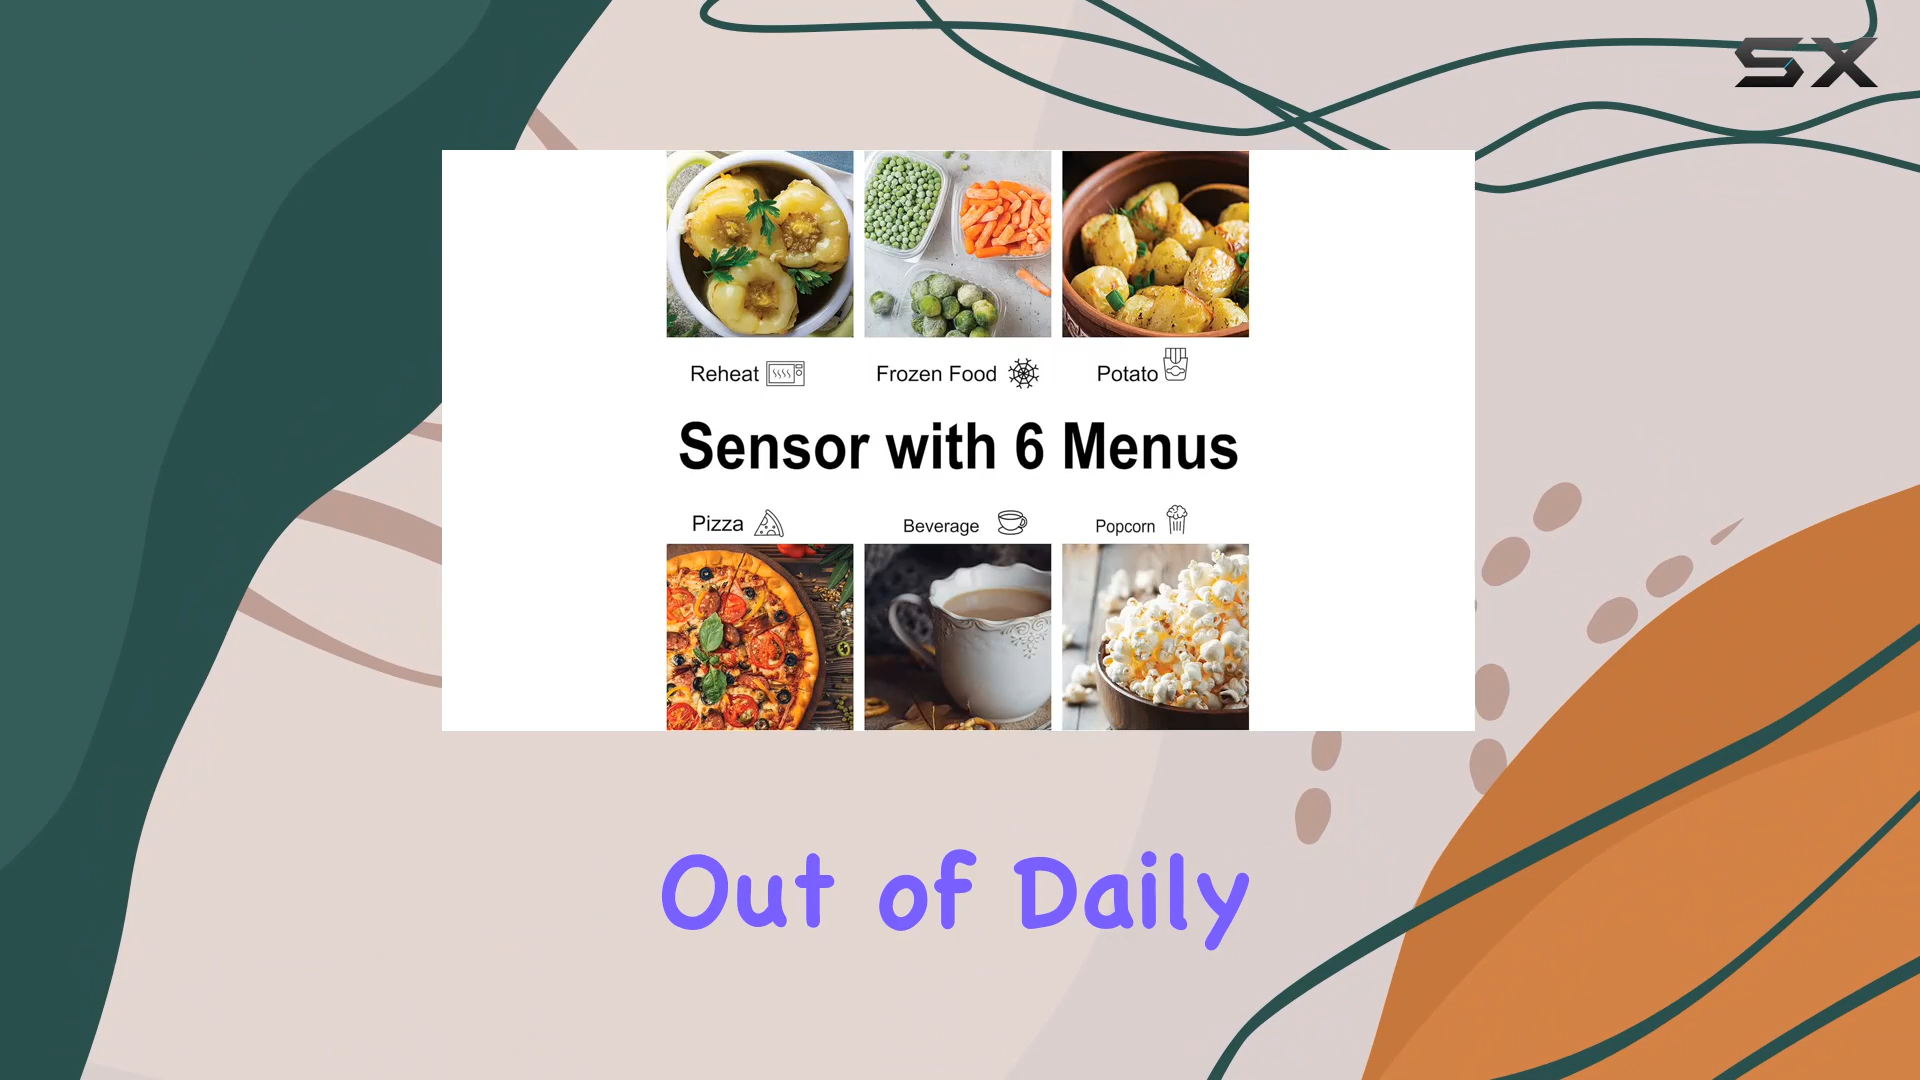 SX
Reheat
Frozen Food
Potato
Sensor with 6 Menus
Pizza
Beverage
Popcorn
Out of Daily